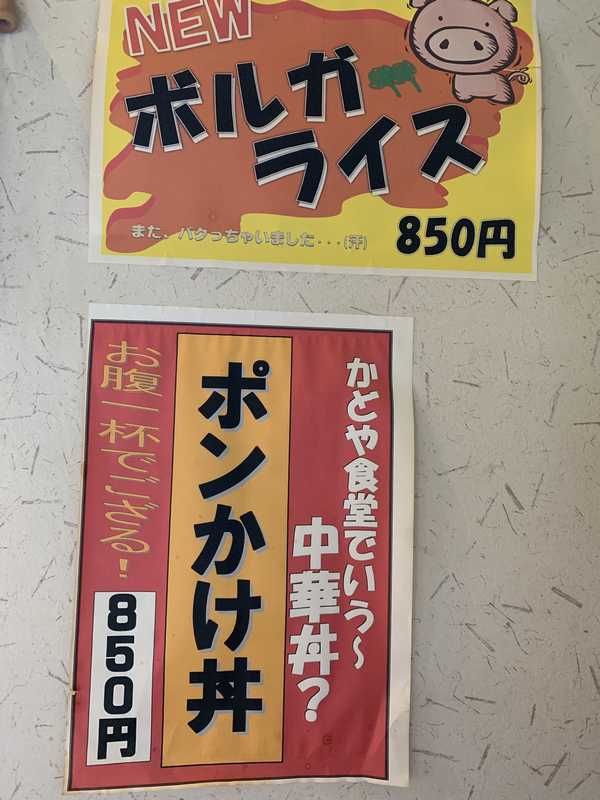 NEW
ボルガ
ライス
また、パクっちゃいました・・・(汗)
850円
かとや食堂でいう～
中華丼？
ポンかけ丼
お腹一杯でござる！
850円